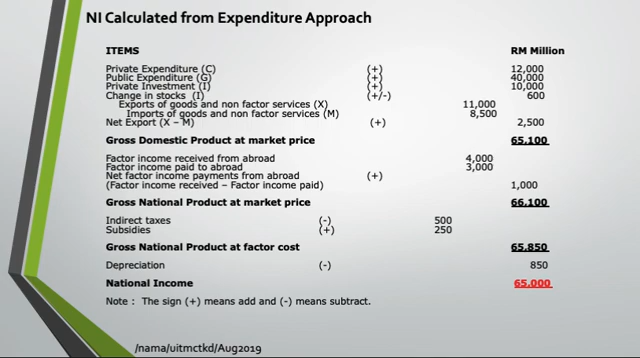 NI Calculated from Expenditure Approach
ITEMS RM Million
Private Expenditure (C) (+) 12,000
Public Expenditure (G) (+) 40,000
Private Investment (I) (+) 10,000
Change in stocks (I) (+/-) 600
Exports of goods and non factor services (X) 11,000
Imports of goods and non factor services (M) 8,500
Net Export (X – M) (+) 2,500
Gross Domestic Product at market price 65,100
Factor income received from abroad 4,000
Factor income paid to abroad 3,000
Net factor income payments from abroad (+)
(Factor income received – Factor income paid) 1,000
Gross National Product at market price 66,100
Indirect taxes (-) 500
Subsidies (+) 250
Gross National Product at factor cost 65,850
Depreciation (-) 850
National Income 65,000
Note : The sign (+) means add and (-) means subtract.
/nama/uitmctkd/Aug2019